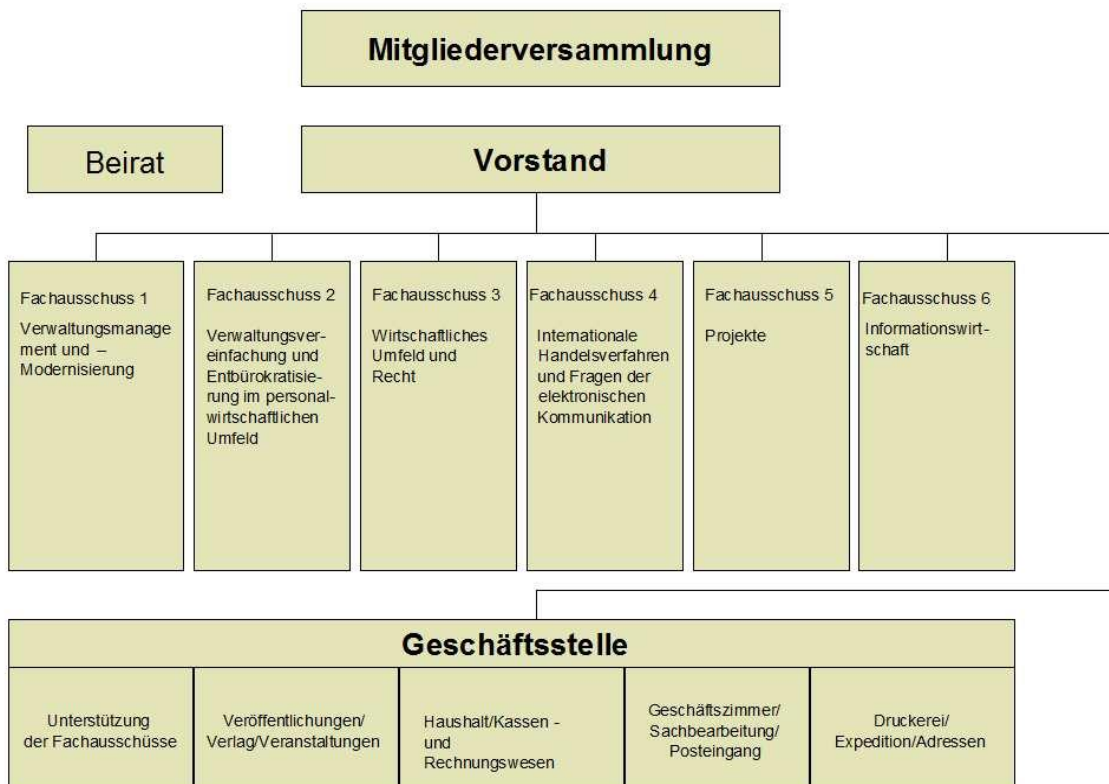 Mitgliederversammlung
Beirat
Vorstand
Fachausschuss 1
Verwaltungsmanage
ment und –
Modernisierung
Fachausschuss 2
Verwaltungsver-
einfachung und
Entbürokratisie-
rung im personal-
wirtschaftlichen
Umfeld
Fachausschuss 3
Wirtschaftliches
Umfeld und
Recht
Fachausschuss 4
Internationale
Handelsverfahren
und Fragen der
elektronischen
Kommunikation
Fachausschuss 5
Projekte
Fachausschuss 6
Informationswirt-
schaft
Geschäftsstelle
Unterstützung
der Fachausschüsse
Veröffentlichungen/
Verlag/Veranstaltungen
Haushalt/Kassen -
und
Rechnungswesen
Geschäftszimmer/
Sachbearbeitung/
Posteingang
Druckerei/
Expedition/Adressen